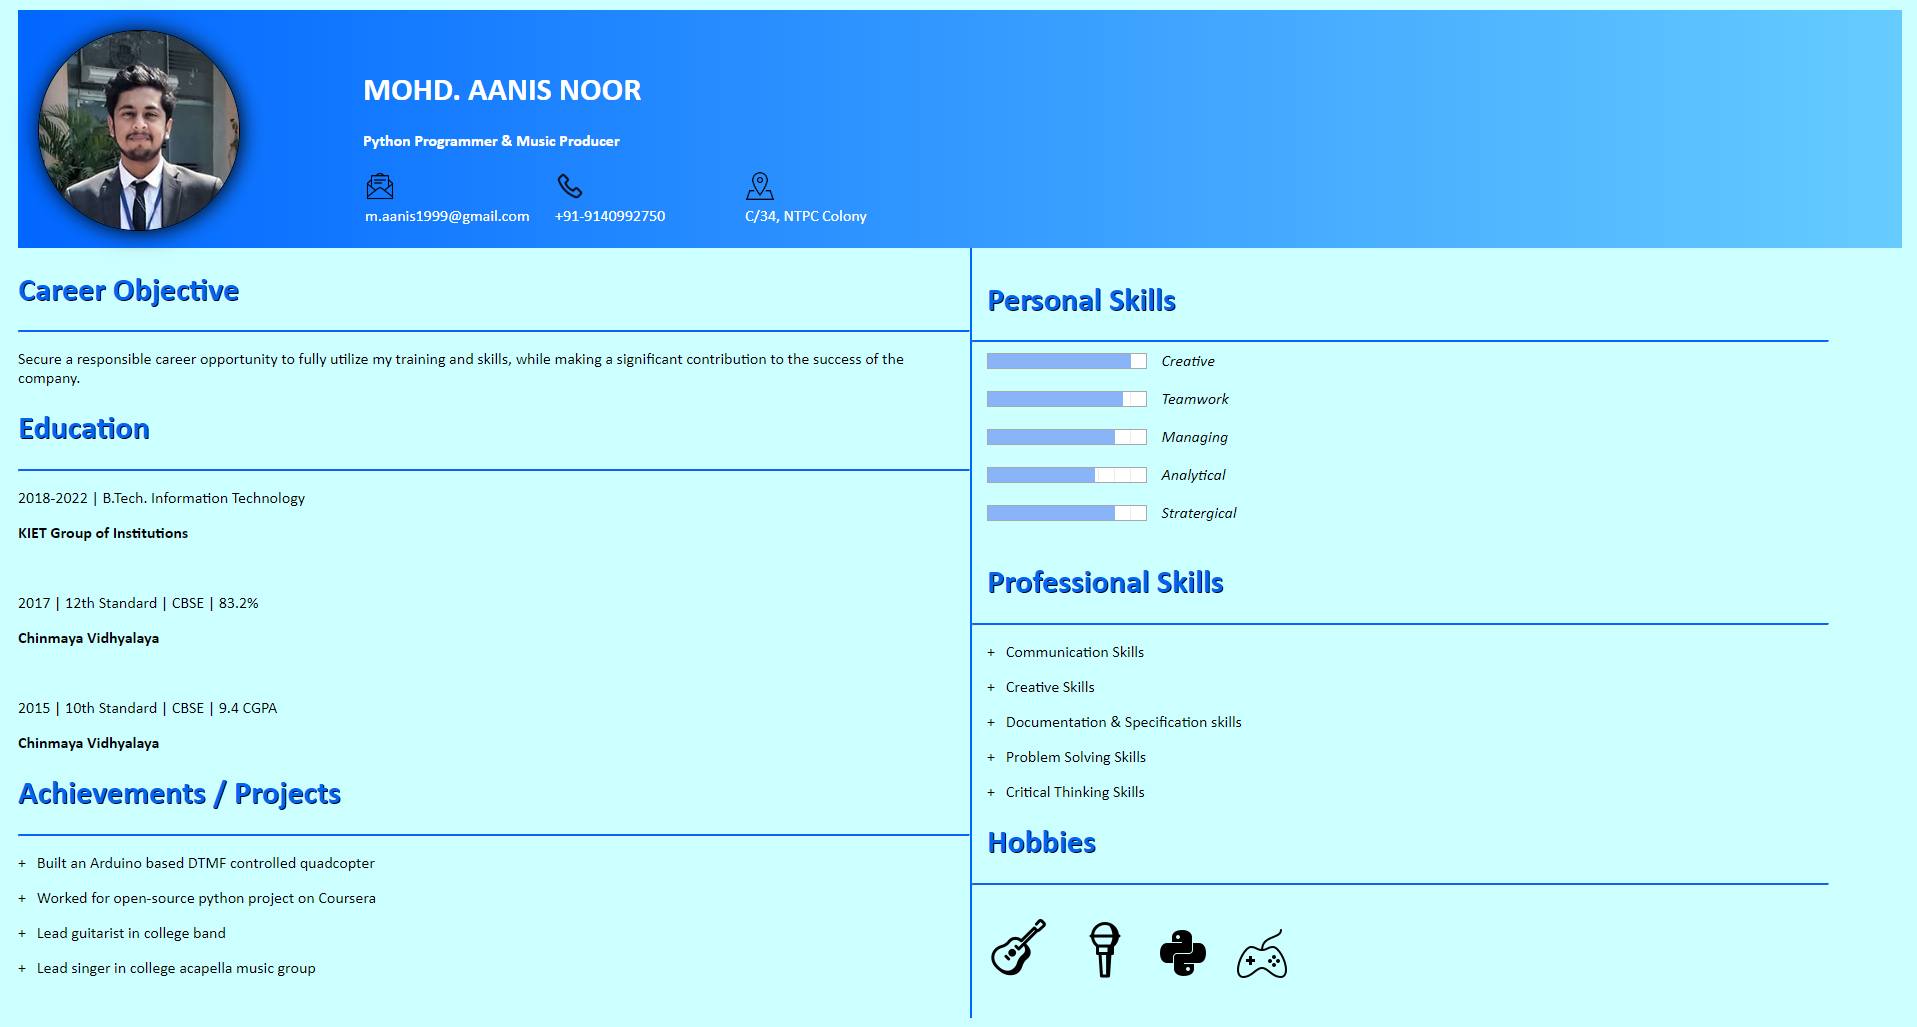 MOHD. AANIS NOOR
Python Programmer & Music Producer
m.aanis1999@gmail.com
+91-9140992750
C/34, NTPC Colony
Career Objective
Secure a responsible career opportunity to fully utilize my training and skills, while making a significant contribution to the success of the
company.
Education
2018-2022 | B.Tech. Information Technology
KIET Group of Institutions
2017 | 12th Standard | CBSE | 83.2%
Chinmaya Vidhyalaya
2015 | 10th Standard | CBSE | 9.4 CGPA
Chinmaya Vidhyalaya
Achievements / Projects
+ Built an Arduino based DTMF controlled quadcopter
+ Worked for open-source python project on Coursera
+ Lead guitarist in college band
+ Lead singer in college acapella music group
Personal Skills
Creative
Teamwork
Managing
Analytical
Stratergical
Professional Skills
+ Communication Skills
+ Creative Skills
+ Documentation & Specification skills
+ Problem Solving Skills
+ Critical Thinking Skills
Hobbies